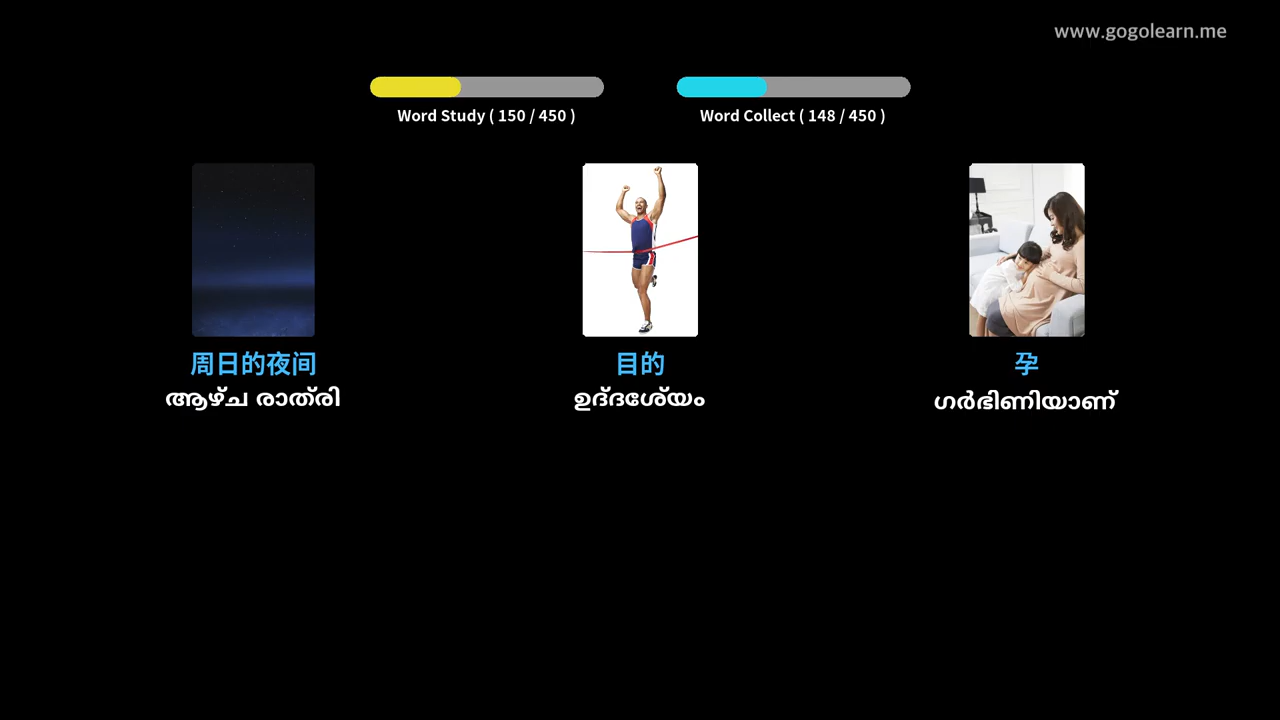 www.gogolearn.me
Word Study ( 150 / 450 )
Word Collect ( 148 / 450 )
周日的夜间
ആഴ്ച രാത്രി
目的
ഉദ്ദേശ്യം
孕
ഗർഭിണിയാണ്